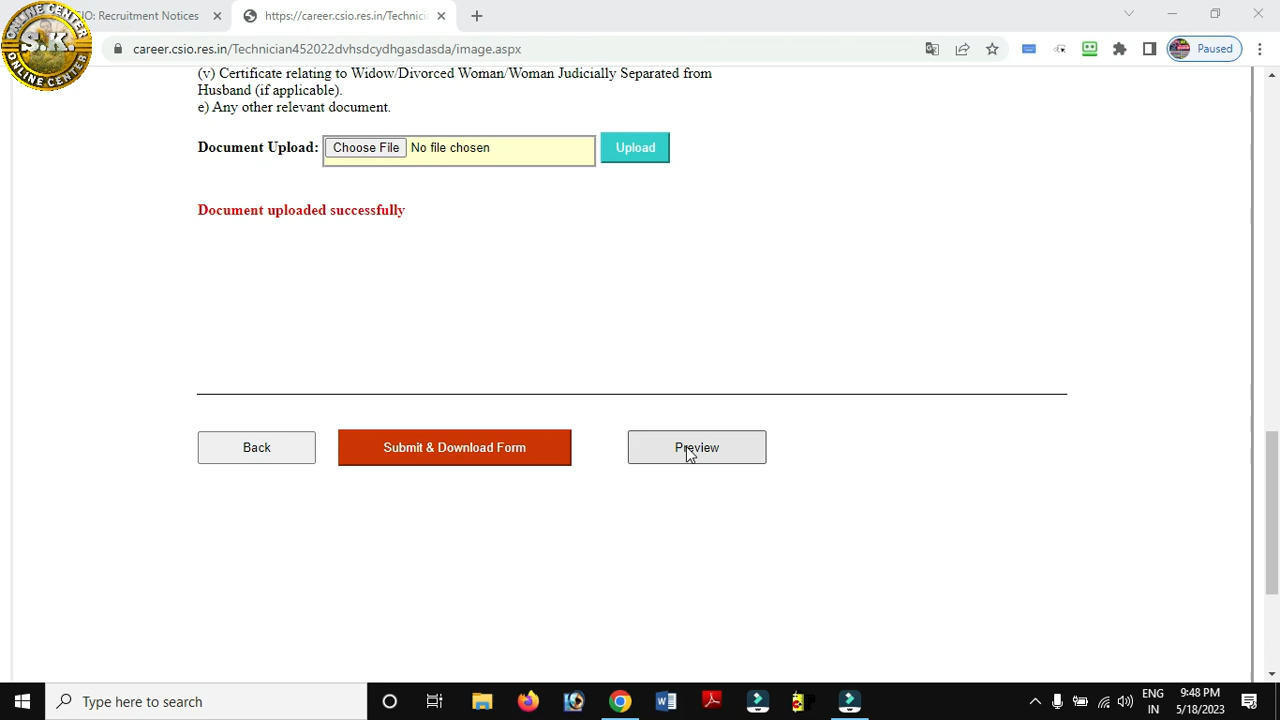 ONLINE CENTER
S.K.
ONLINE CENTER
IO: Recruitment Notices
https://career.csio.res.in/Technici
career.csio.res.in/Technician452022dvhsdcydhgasdasda/image.aspx
Paused
(v) Certificate relating to Widow/Divorced Woman/Woman Judicially Separated from
Husband (if applicable).
e) Any other relevant document.
Document Upload: Choose File No file chosen Upload
Document uploaded successfully
Back Submit & Download Form Preview
Type here to search
ENG
IN
9:48 PM
5/18/2023